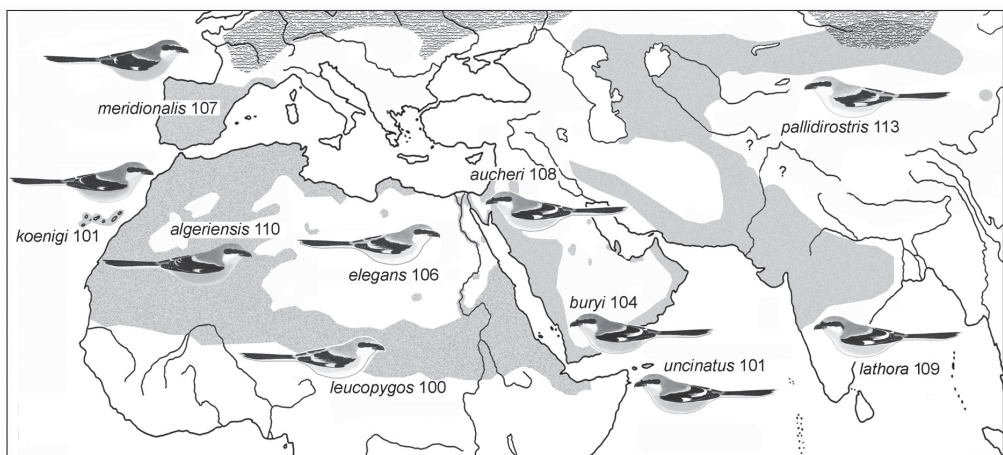 meridionalis 107
pallidirostris 113
?
?
aucheri 108
koenigi 101
algeriensis 110
elegans 106
buryi 104
uncinatus 101
lathora 109
leucopygos 100